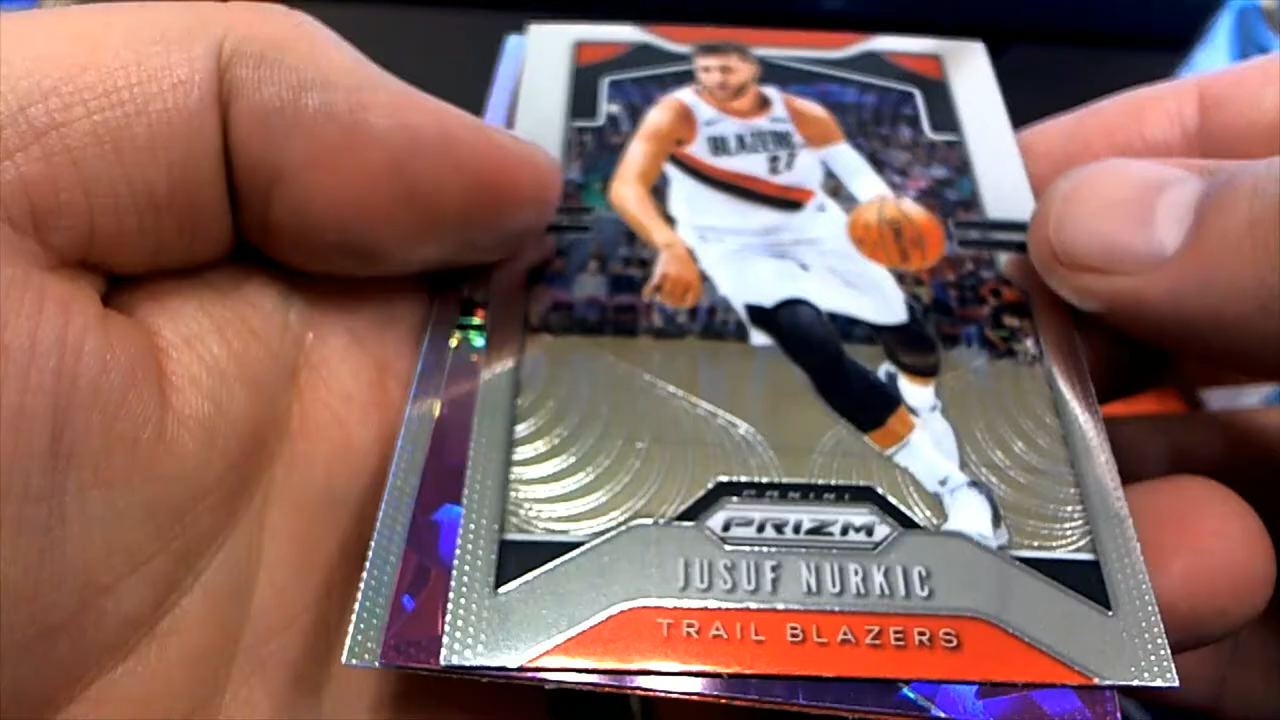 BLAZERS
27
PANINI
PRIZM
JUSUF NURKIC
TRAIL BLAZERS